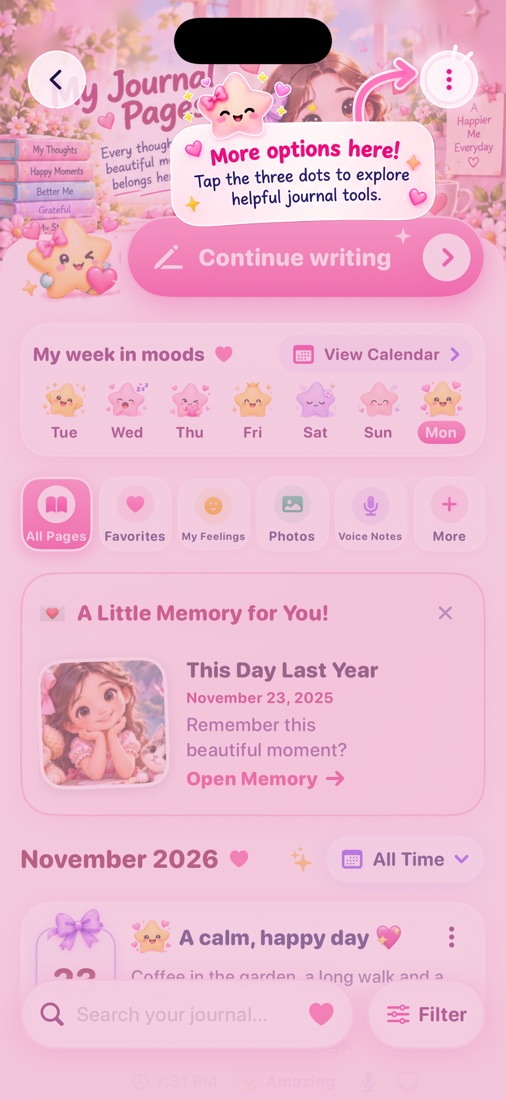 My Journal
Page
Every though
beautiful m
belongs her
My Thoughts
Happy Moments
Better Me
Grateful
My St
A
Happier
Me
Everyday
More options here!
Tap the three dots to explore
helpful journal tools.
Continue writing
My week in moods
View Calendar
Tue
Wed
Thu
Fri
Sat
Sun
Mon
All Pages
Favorites
My Feelings
Photos
Voice Notes
More
A Little Memory for You!
This Day Last Year
November 23, 2025
Remember this
beautiful moment?
Open Memory
November 2026
All Time
A calm, happy day
Coffee in the garden, a long walk and a
Search your journal...
Filter
7:31 PM
Amazing